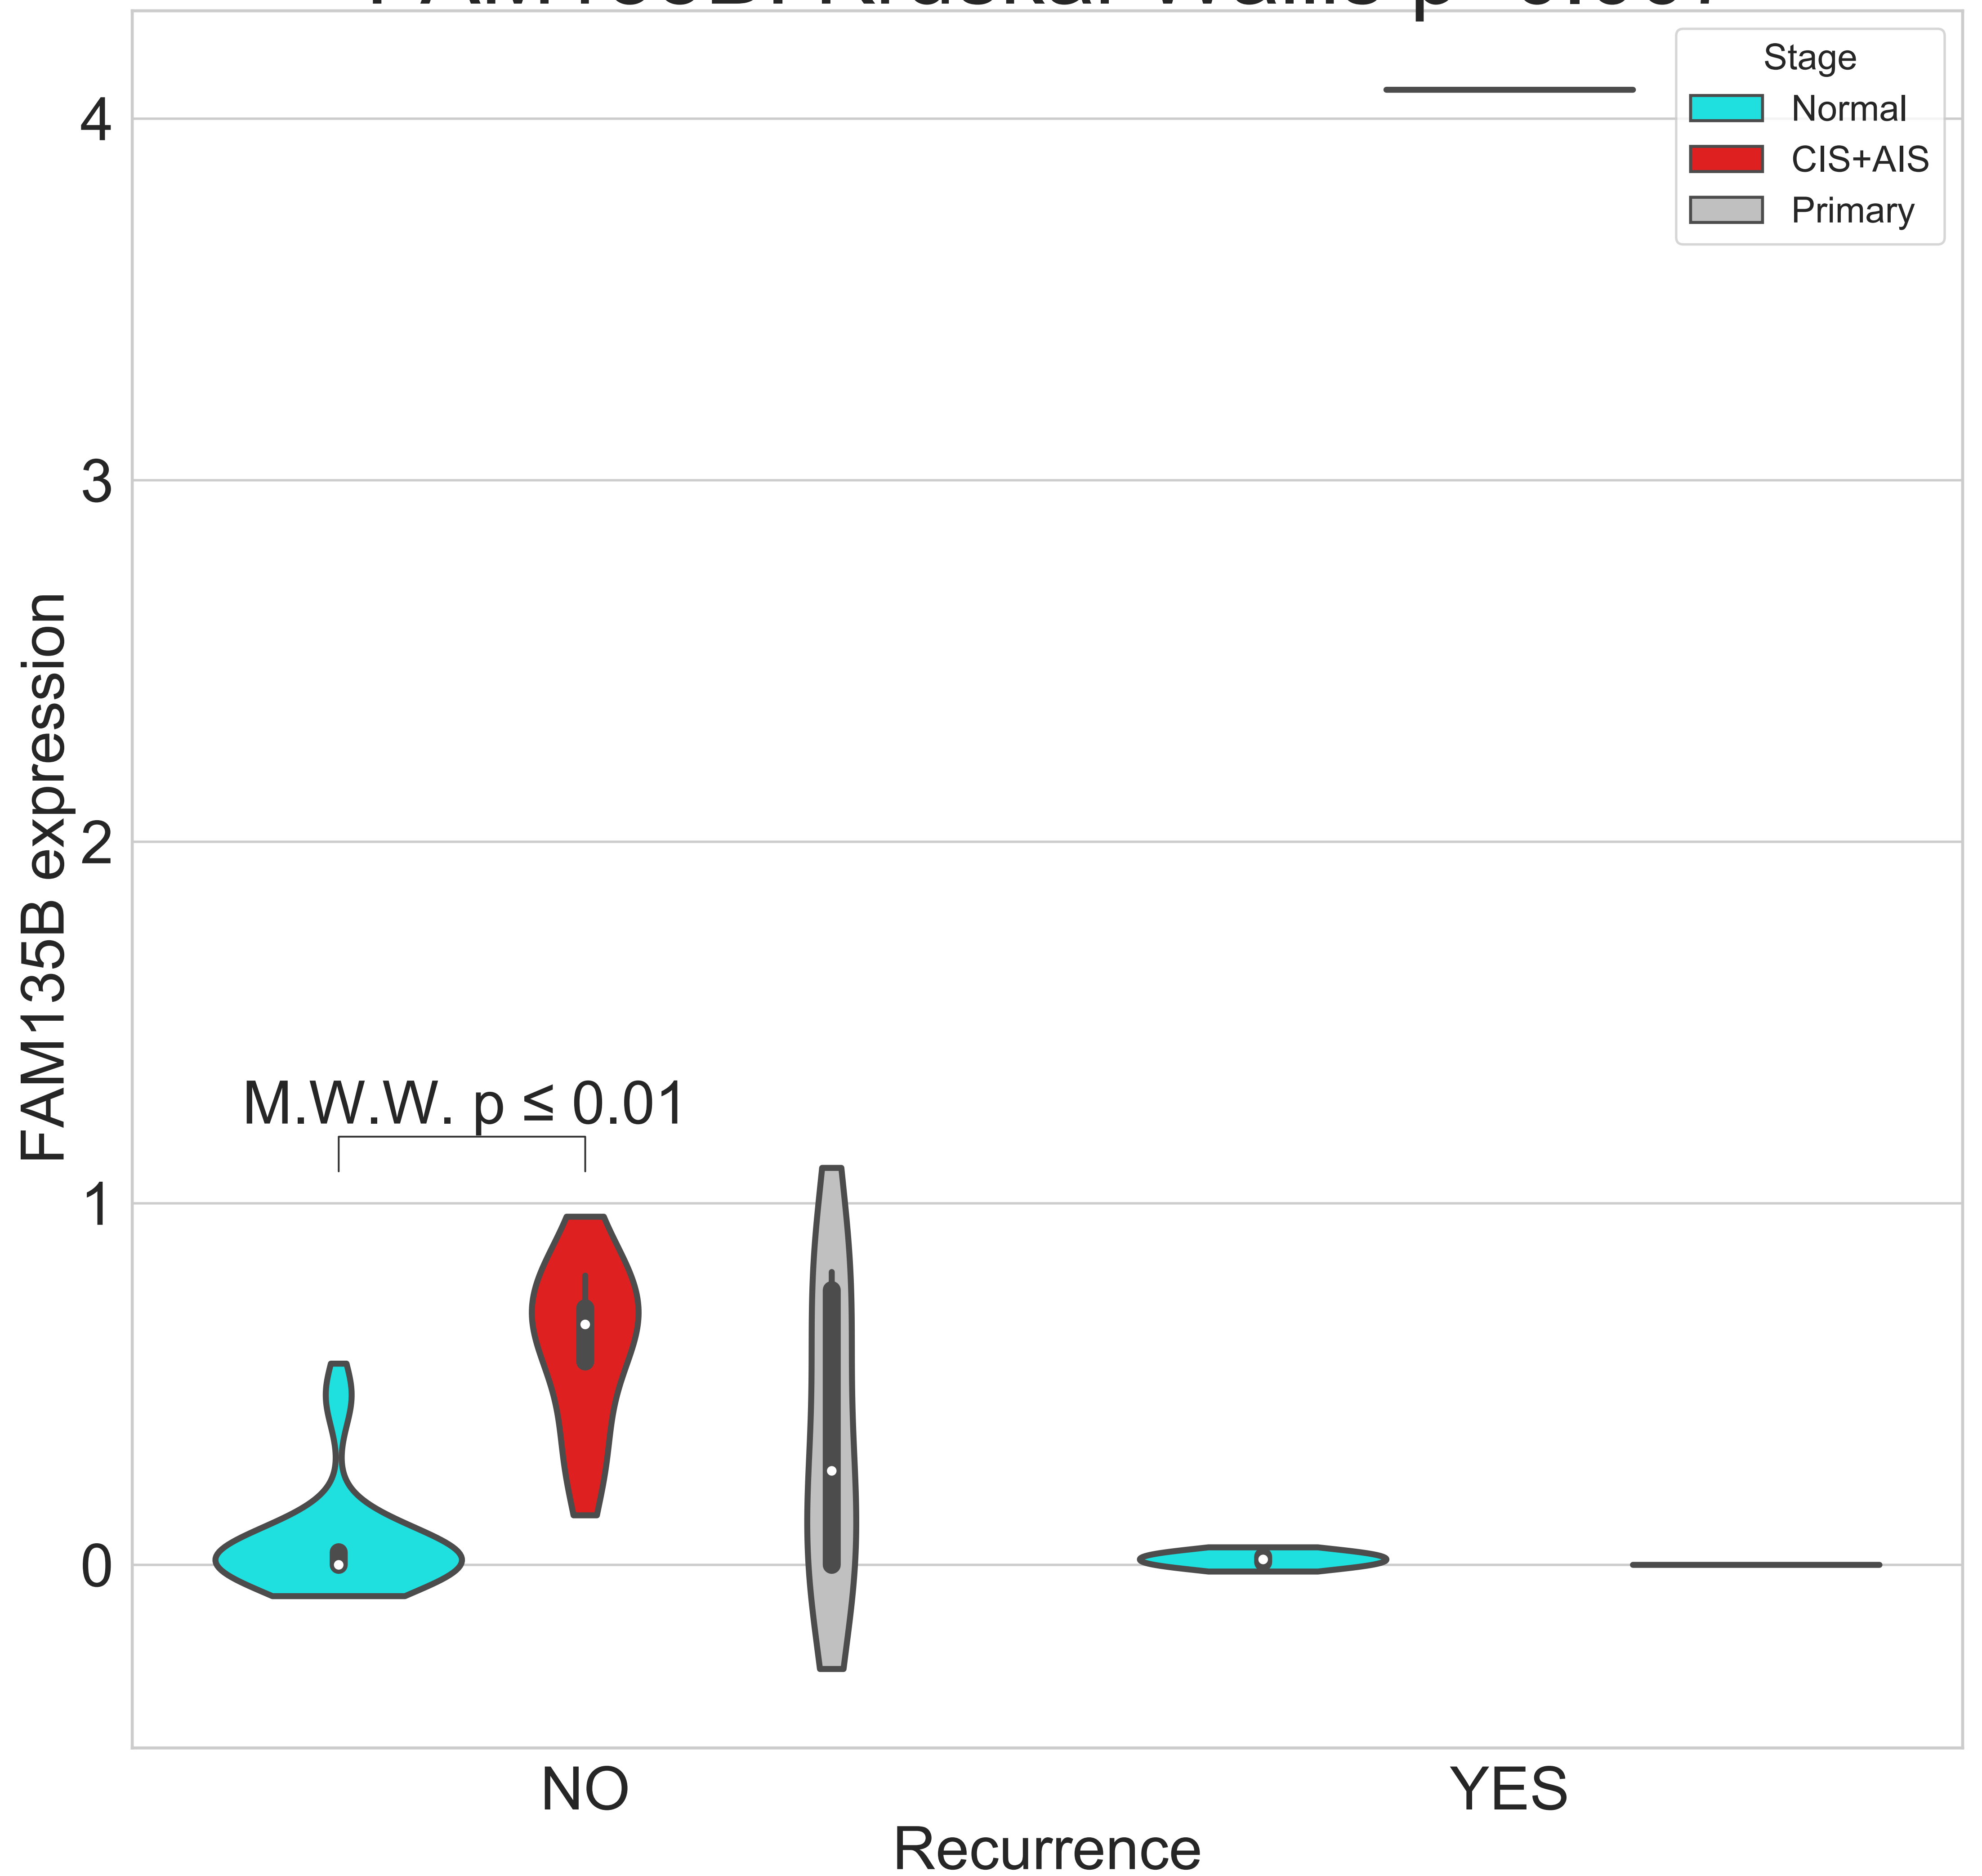 Stage
Normal
CIS+AIS
Primary
4
3
2
1
0
FAM135B expression
M.W.W. p ≤ 0.01
NO
YES
Recurrence